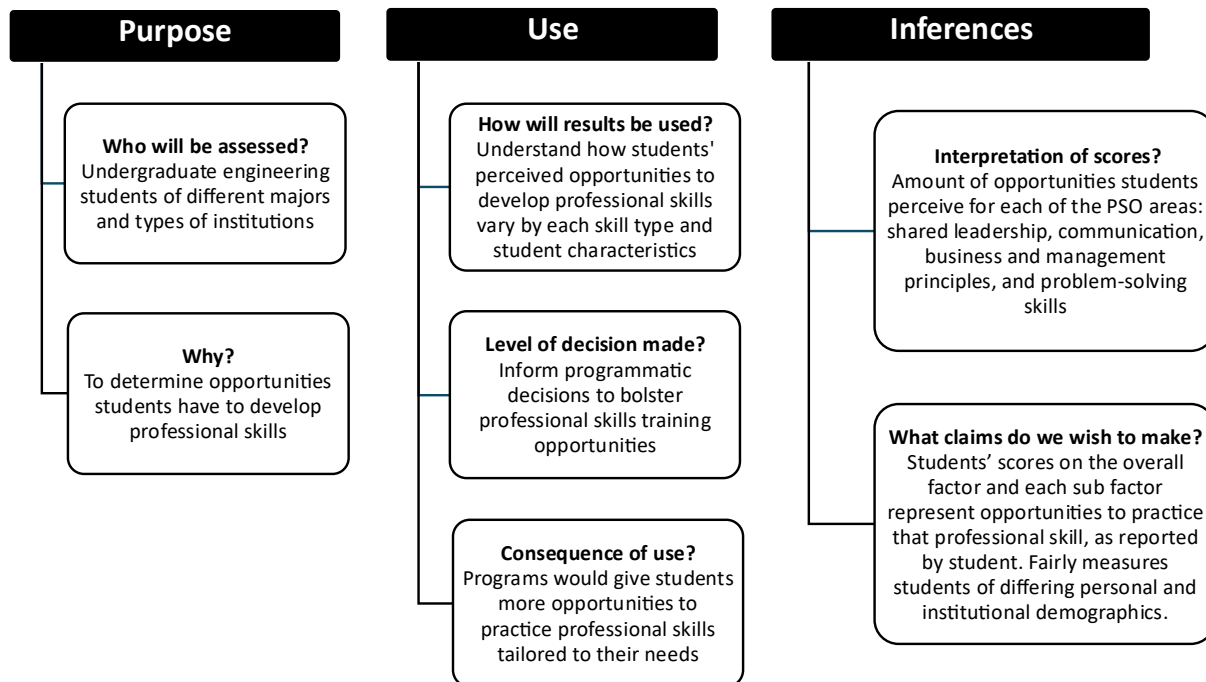 Purpose
Who will be assessed?
Undergraduate engineering
students of different majors
and types of institutions
Why?
To determine opportunities
students have to develop
professional skills
Use
How will results be used?
Understand how students'
perceived opportunities to
develop professional skills
vary by each skill type and
student characteristics
Level of decision made?
Inform programmatic
decisions to bolster
professional skills training
opportunities
Consequence of use?
Programs would give students
more opportunities to
practice professional skills
tailored to their needs
Inferences
Interpretation of scores?
Amount of opportunities students
perceive for each of the PSO areas:
shared leadership, communication,
business and management
principles, and problem-solving
skills
What claims do we wish to make?
Students’ scores on the overall
factor and each sub factor
represent opportunities to practice
that professional skill, as reported
by student. Fairly measures
students of differing personal and
institutional demographics.